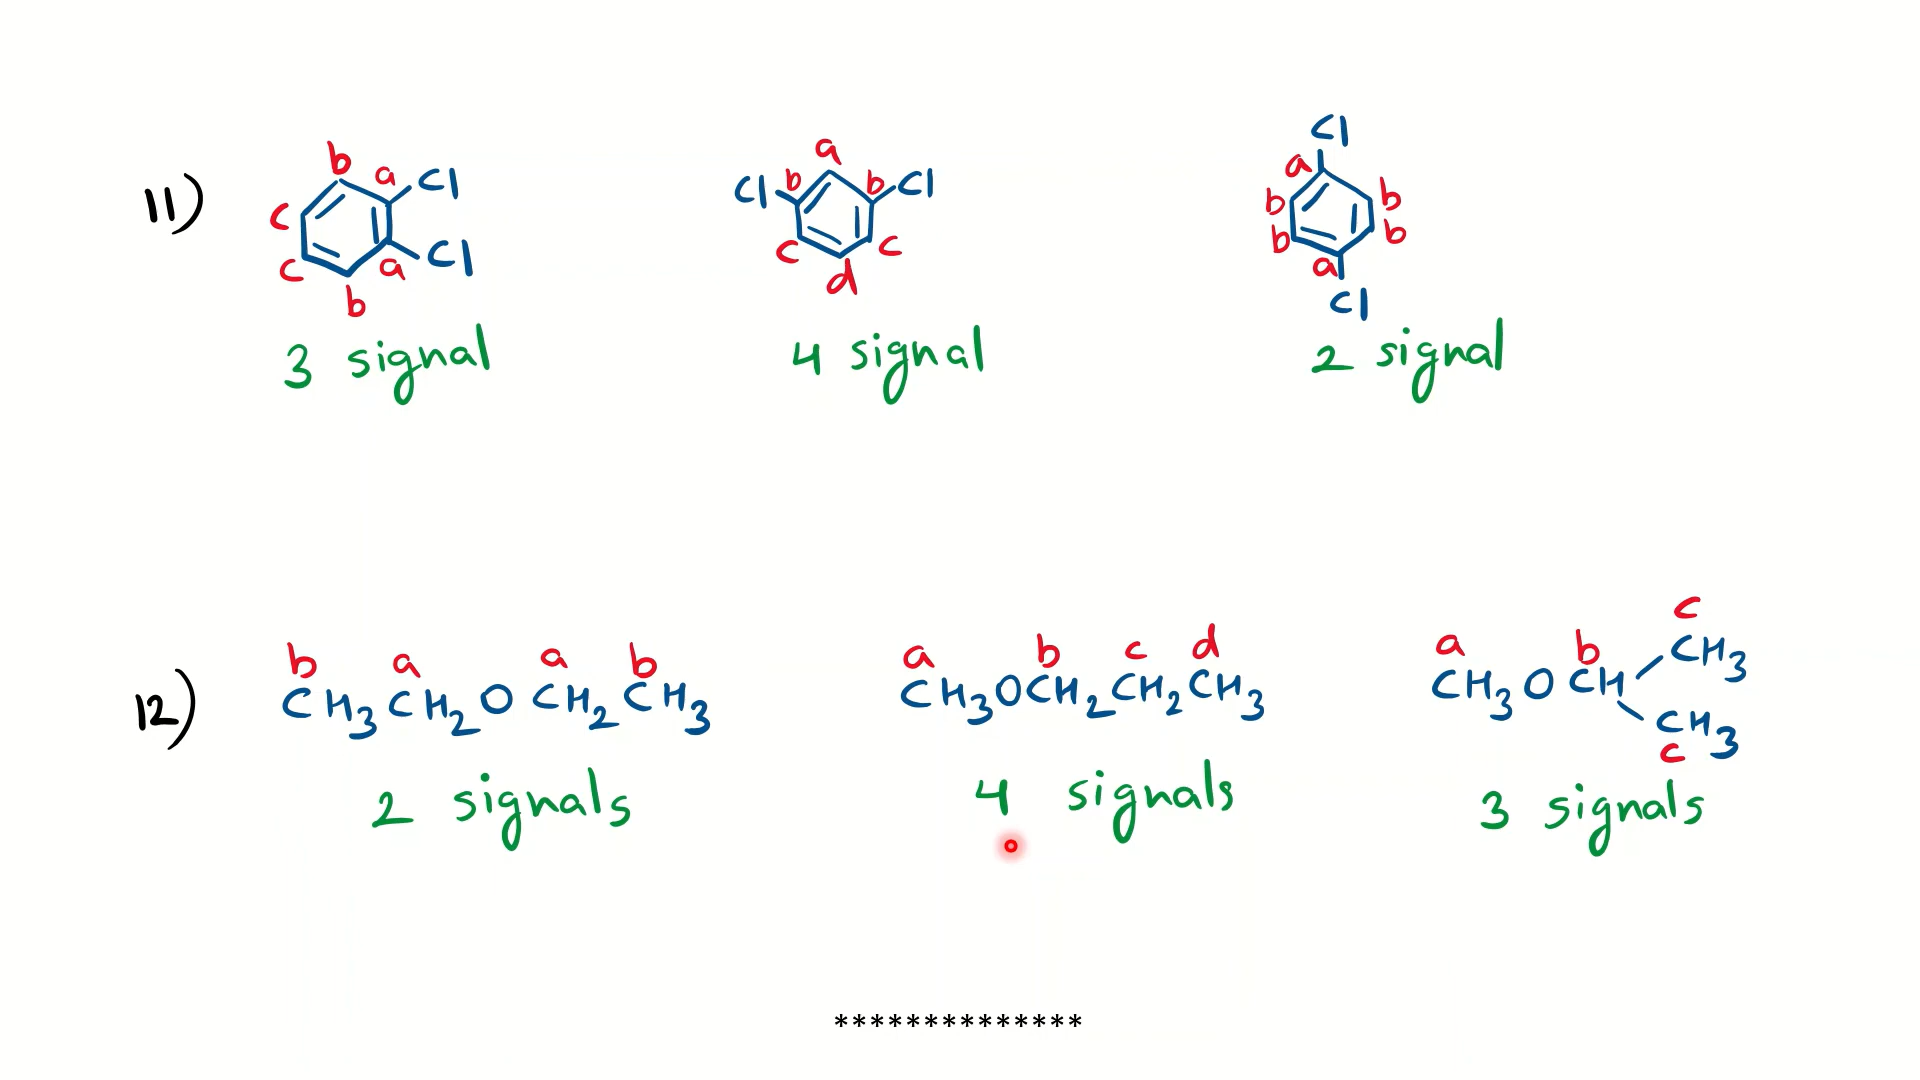 11)
b a Cl
c
c a Cl
b
3 signal
a
Cl b b Cl
c c
d
4 signal
Cl
a
b b
b b
a
Cl
2 signal
12)
b a a b
CH3CH2OCH2CH3
2 signals
a b c d
CH3OCH2CH2CH3
4 signals
c
a b CH3
CH3OCH
CH3
c
3 signals
**************